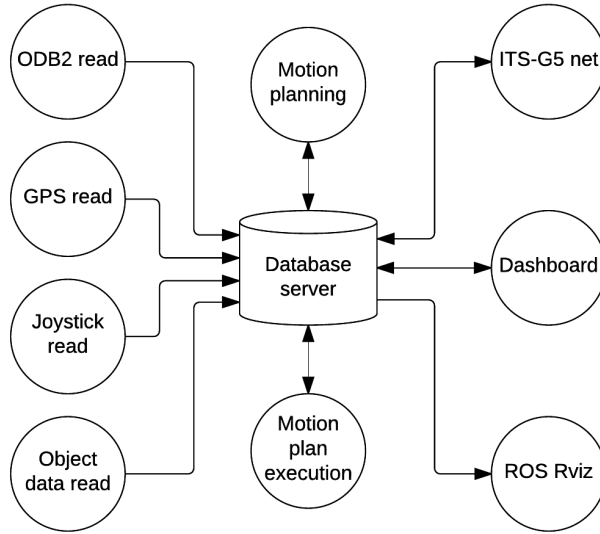 ODB2 read
Motion
planning
ITS-G5 net
GPS read
Database
server
Dashboard
Joystick
read
Motion
plan
execution
Object
data read
ROS Rviz